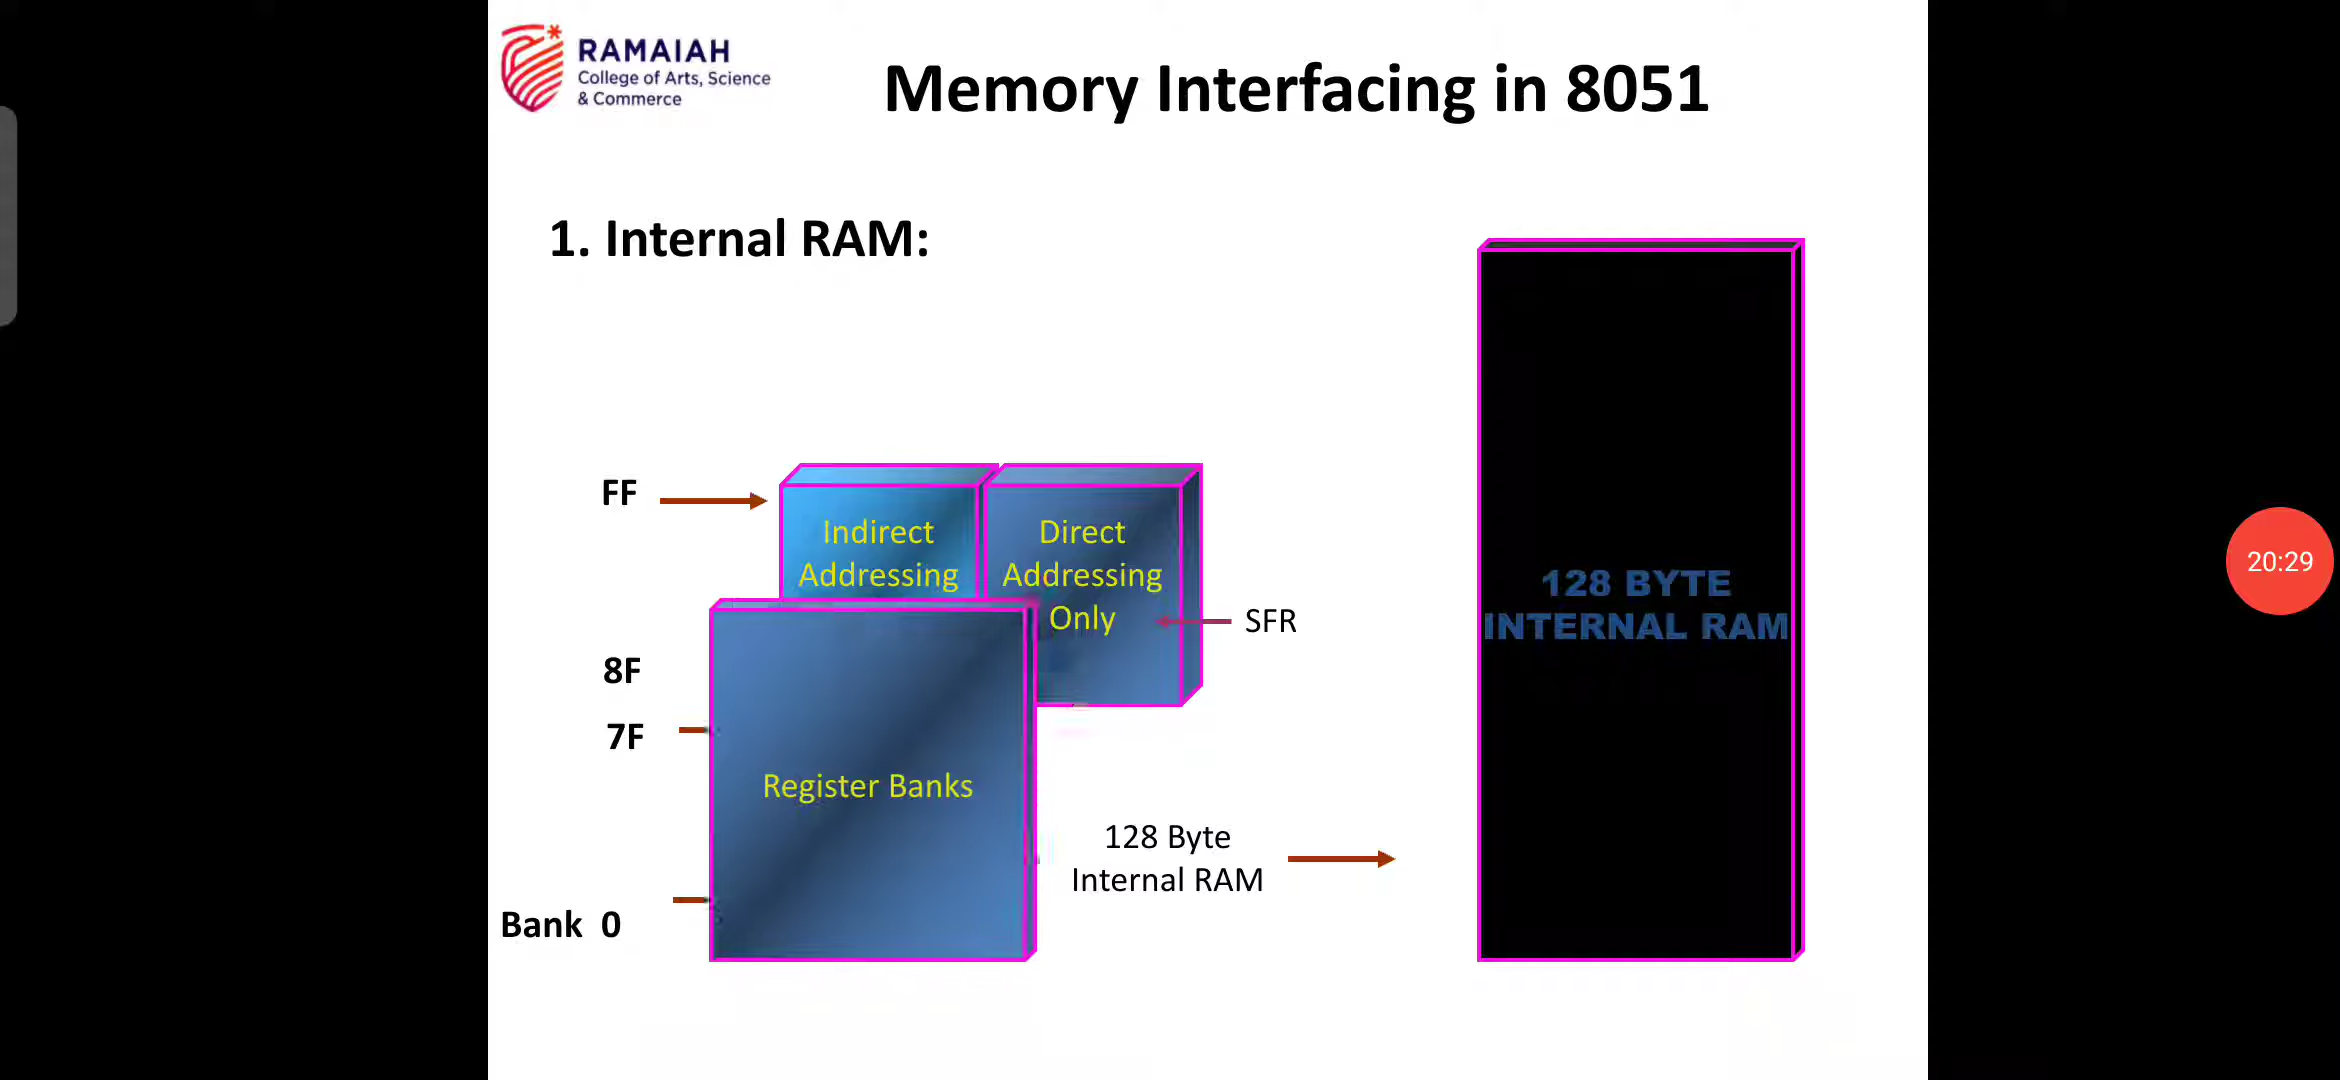 RAMAIAH
College of Arts, Science
& Commerce
Memory Interfacing in 8051
1. Internal RAM:
FF
Indirect
Addressing
Direct
Addressing
Only
SFR
8F
7F
Register Banks
128 Byte
Internal RAM
Bank 0
128 BYTE
INTERNAL RAM
20:29